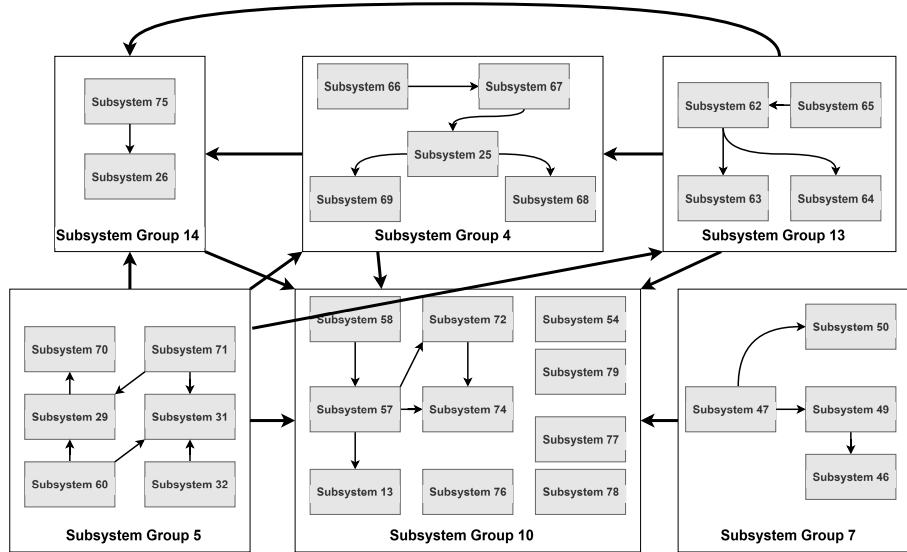 Subsystem 75
Subsystem 26
Subsystem Group 14
Subsystem 66
Subsystem 67
Subsystem 25
Subsystem 69
Subsystem 68
Subsystem Group 4
Subsystem 62
Subsystem 65
Subsystem 63
Subsystem 64
Subsystem Group 13
Subsystem 70
Subsystem 71
Subsystem 29
Subsystem 31
Subsystem 60
Subsystem 32
Subsystem Group 5
Subsystem 58
Subsystem 72
Subsystem 54
Subsystem 79
Subsystem 57
Subsystem 74
Subsystem 77
Subsystem 13
Subsystem 76
Subsystem 78
Subsystem Group 10
Subsystem 50
Subsystem 47
Subsystem 49
Subsystem 46
Subsystem Group 7